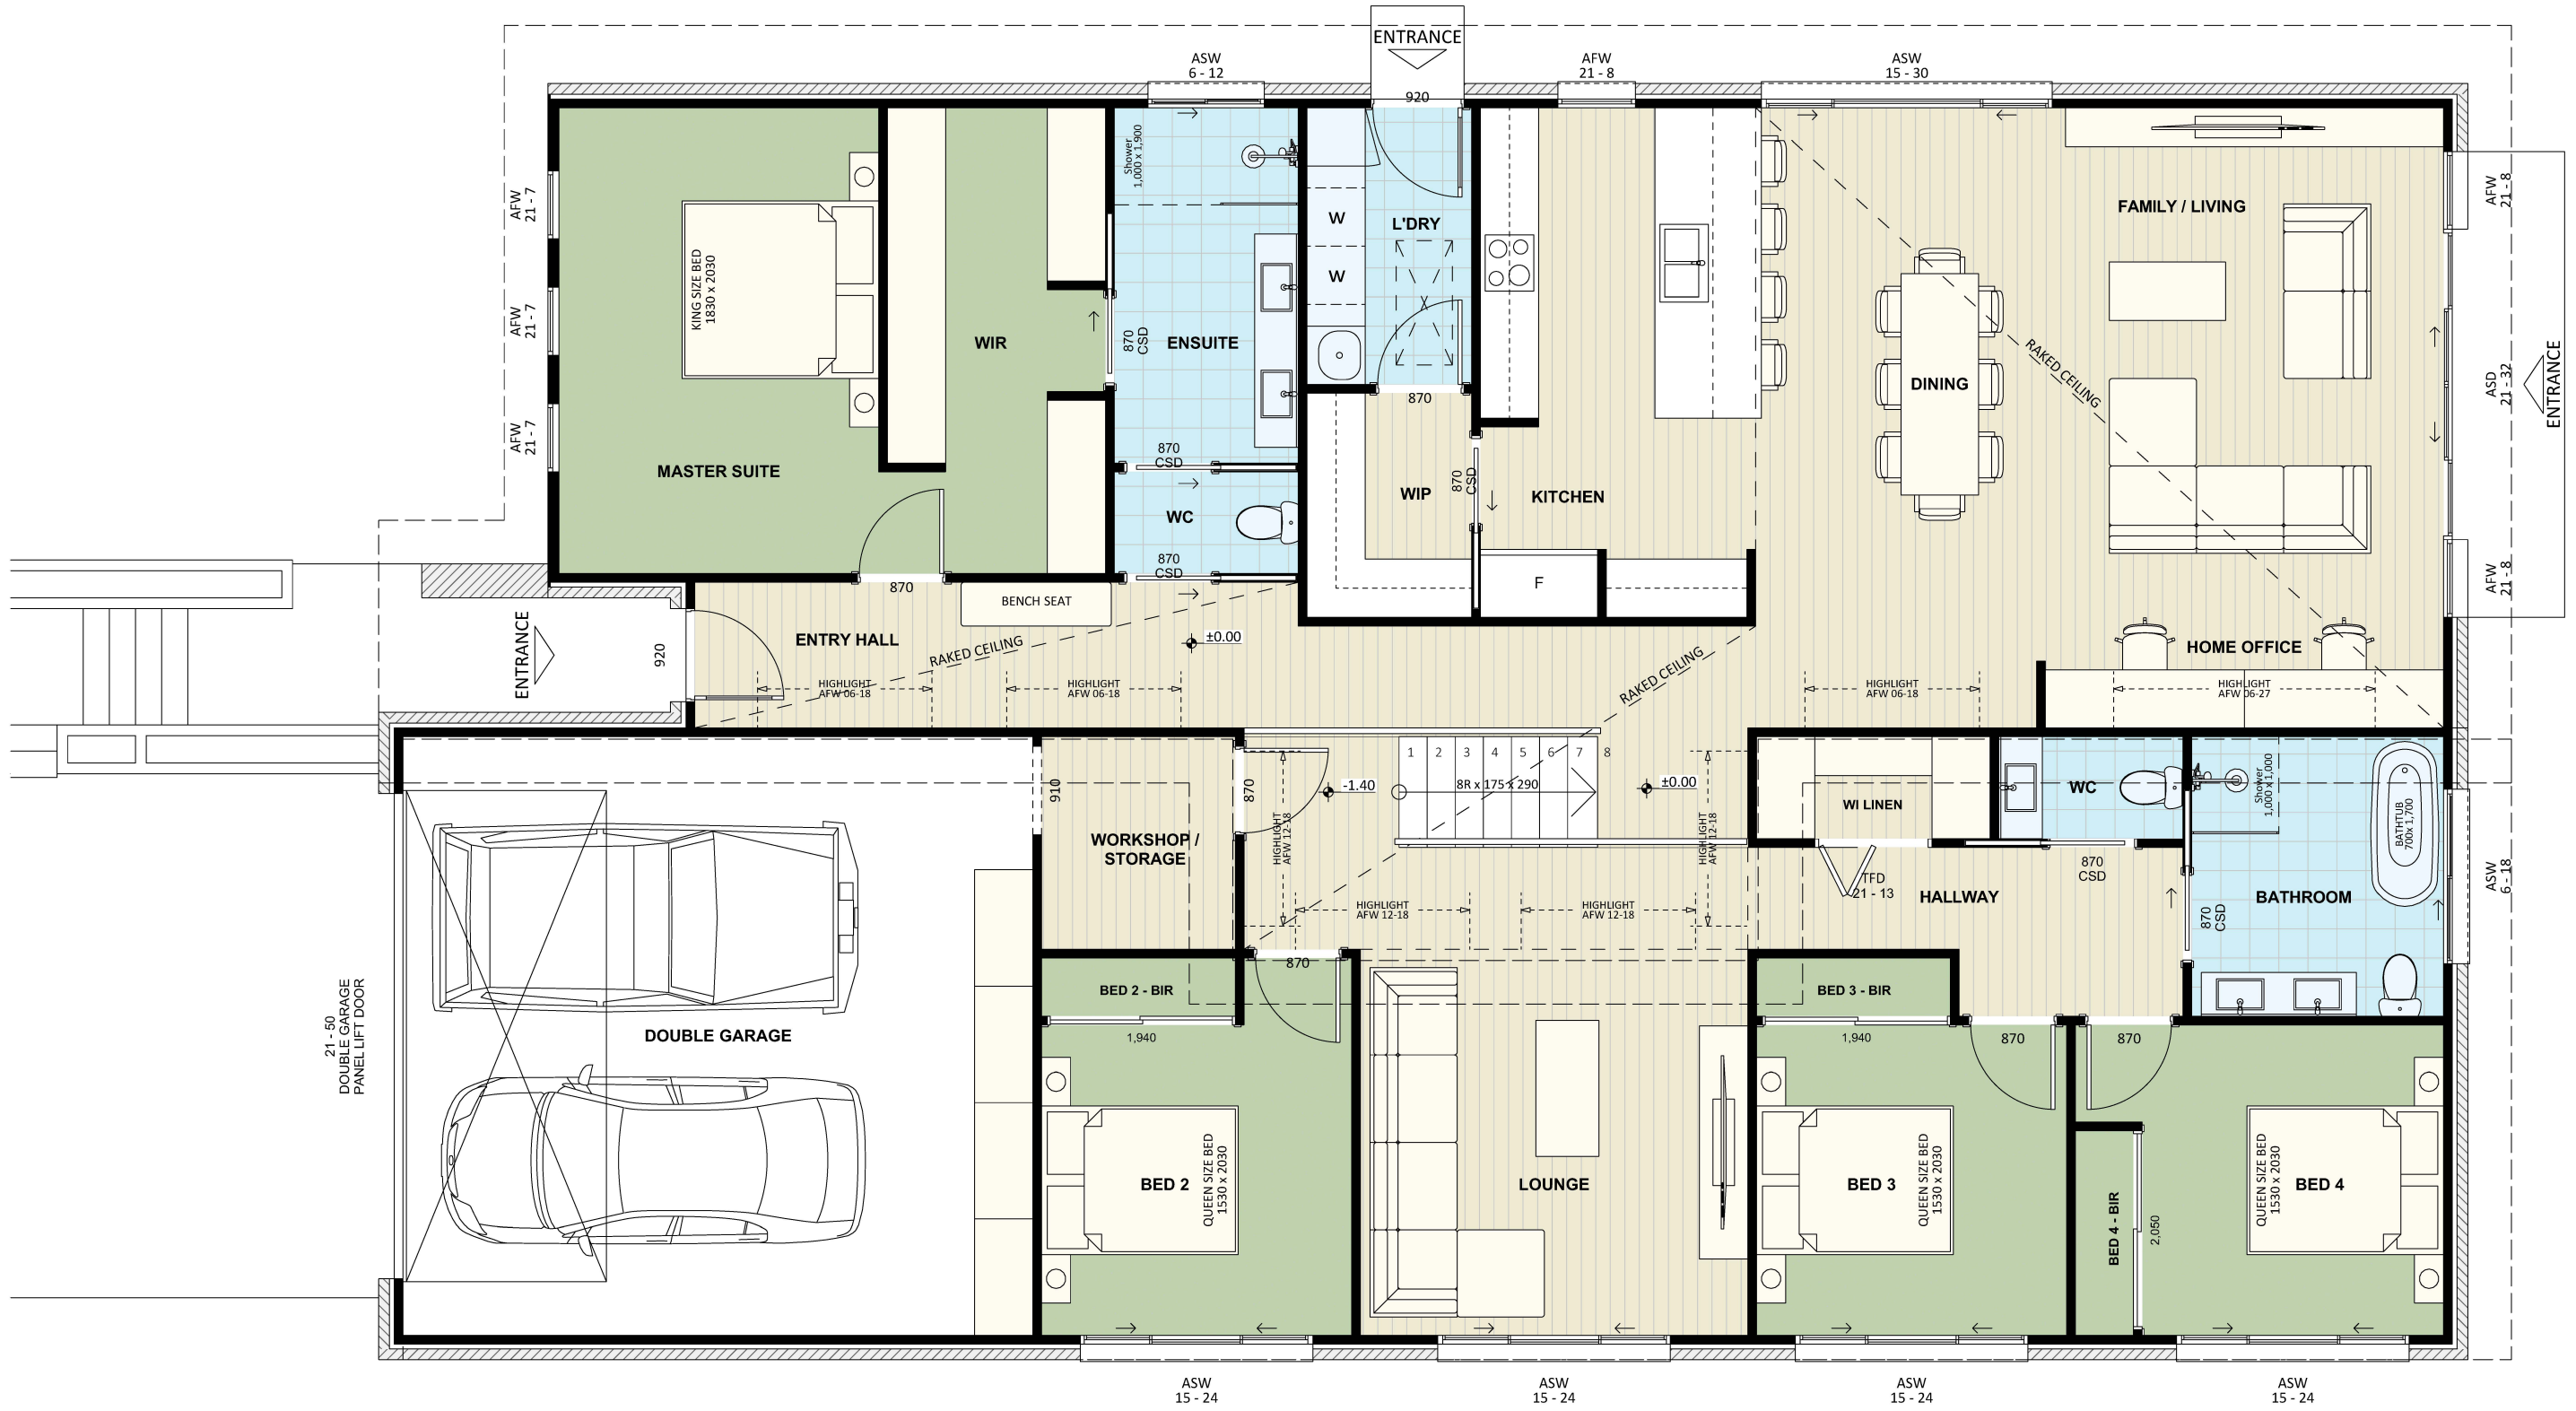 ENTRANCE
920
ASW
6 - 12
AFW
21 - 8
ASW
15 - 30
AFW
21 - 7
AFW
21 - 7
AFW
21 - 7
KING SIZE BED
1830 x 2030
MASTER SUITE
WIR
Shower
1,000 x 1,900
870
CSD
ENSUITE
870
CSD
WC
870
CSD
W
W
L'DRY
870
WIP
870
CSD
KITCHEN
F
DINING
FAMILY / LIVING
RAKED CEILING
HOME OFFICE
AFW
21 - 8
ASD
21 - 32
ENTRANCE
AFW
21 - 8
ENTRANCE
920
ENTRY HALL
870
BENCH SEAT
RAKED CEILING
±0.00
HIGHLIGHT
AFW 06-18
HIGHLIGHT
AFW 06-18
RAKED CEILING
HIGHLIGHT
AFW 06-18
HIGHLIGHT
AFW 06-27
910
WORKSHOP /
STORAGE
870
HIGHLIGHT
AFW 12-18
-1.40
1 2 3 4 5 6 7 8
8R x 175 x 290
±0.00
HIGHLIGHT
AFW 12-18
HIGHLIGHT
AFW 12-18
HIGHLIGHT
AFW 12-18
WI LINEN
TFD
21 - 13
HALLWAY
WC
870
CSD
Shower
1,000 x 1,000
BATHTUB
700x 1,700
870
CSD
BATHROOM
ASW
6 - 18
21 - 50
DOUBLE GARAGE
PANEL LIFT DOOR
DOUBLE GARAGE
BED 2 - BIR
1,940
870
BED 2
QUEEN SIZE BED
1530 x 2030
LOUNGE
BED 3 - BIR
1,940
870
870
BED 3
QUEEN SIZE BED
1530 x 2030
BED 4 - BIR
2,050
QUEEN SIZE BED
1530 x 2030
BED 4
ASW
15 - 24
ASW
15 - 24
ASW
15 - 24
ASW
15 - 24